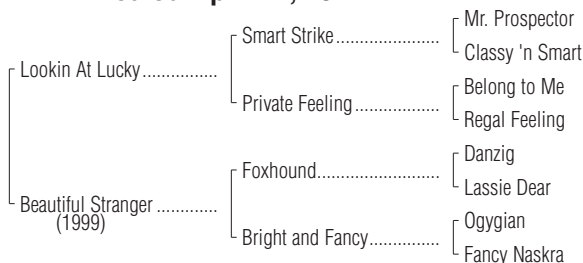 Mr. Prospector
Smart Strike
Classy 'n Smart
Lookin At Lucky
Belong to Me
Private Feeling
Regal Feeling
Danzig
Foxhound
Lassie Dear
Beautiful Stranger
(1999)
Ogygian
Bright and Fancy
Fancy Naskra